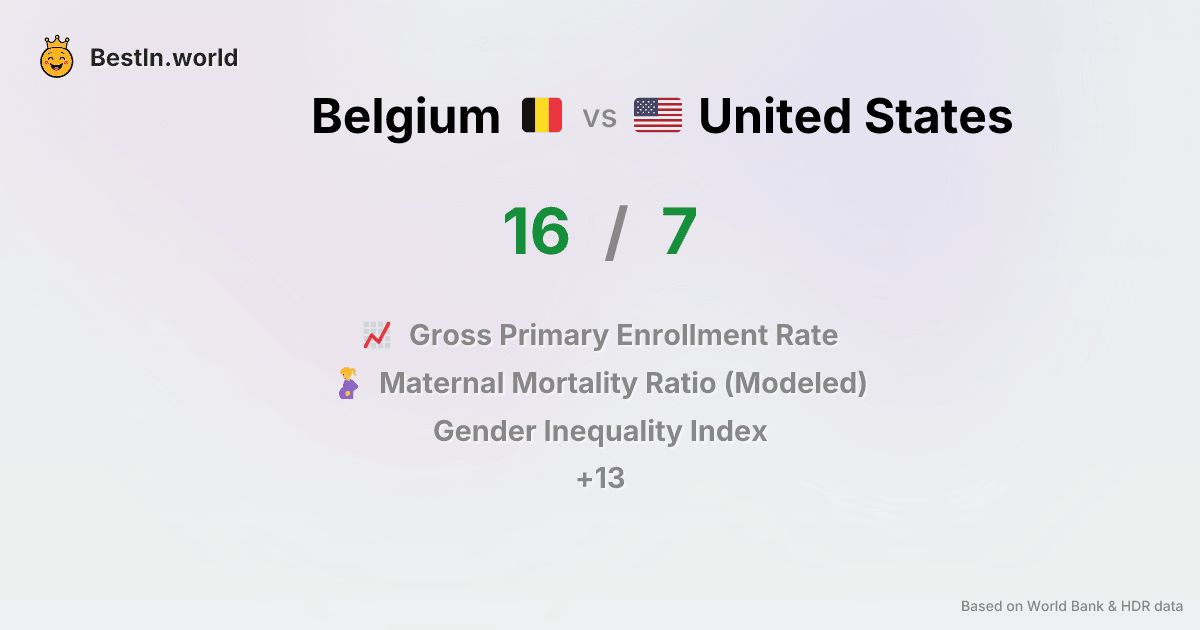 BestIn.world
Belgium vs United States
16 / 7
Gross Primary Enrollment Rate
Maternal Mortality Ratio (Modeled)
Gender Inequality Index
+13
Based on World Bank & HDR data